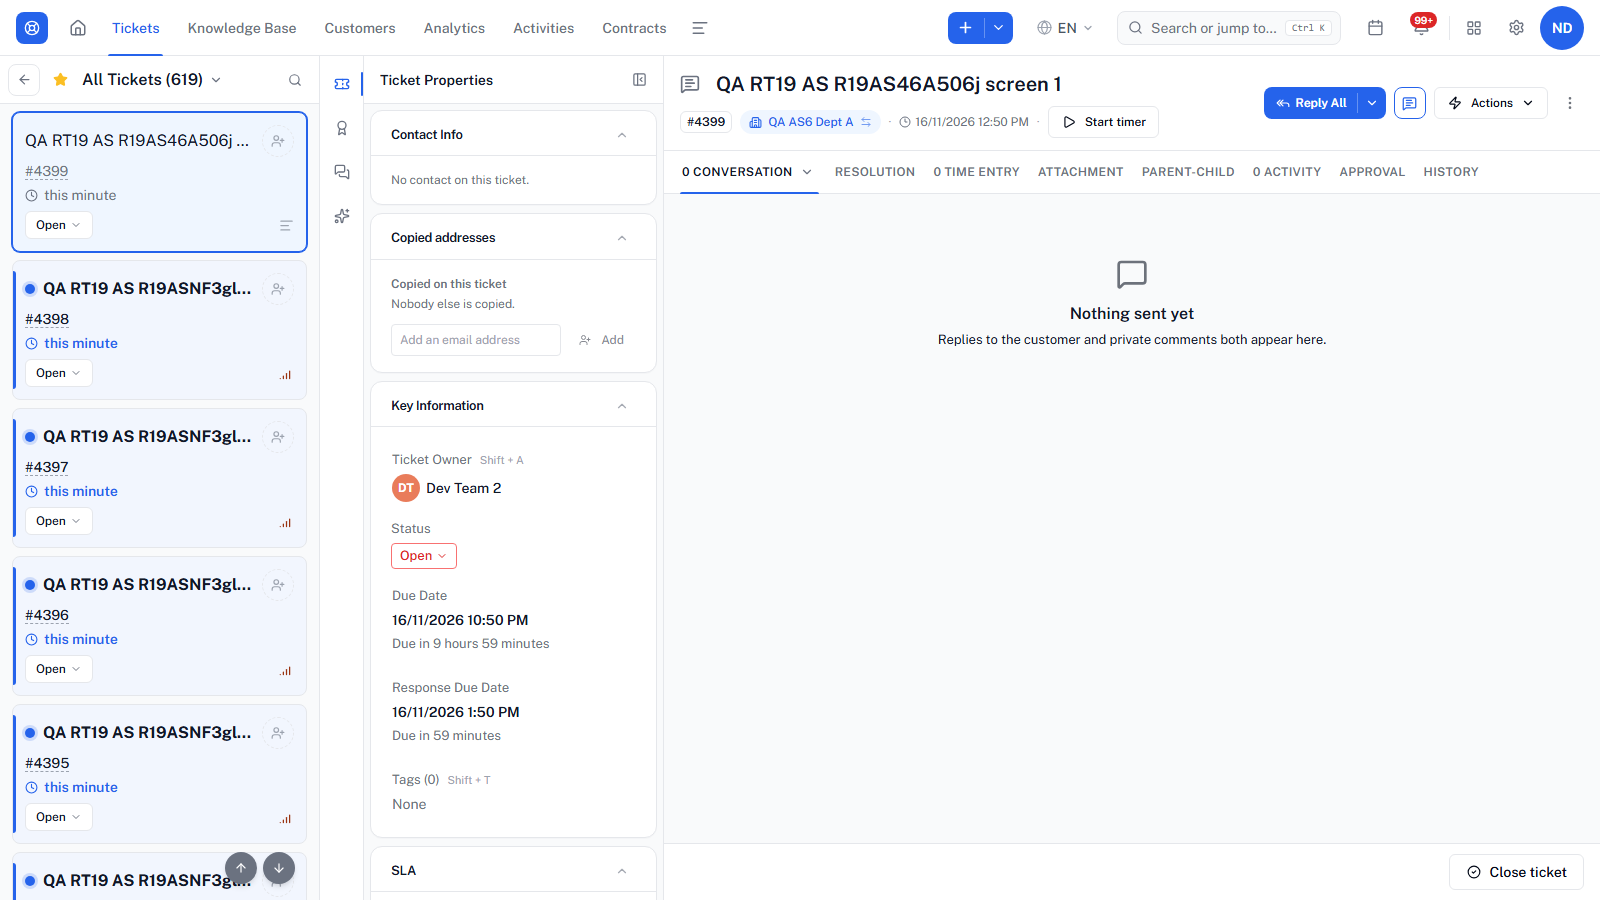 Tickets
Knowledge Base
Customers
Analytics
Activities
Contracts
EN
Search or jump to...
Ctrl K
99+
ND
All Tickets (619)
QA RT19 AS R19AS46A506j ...
#4399
this minute
Open
QA RT19 AS R19ASNF3gl...
#4398
this minute
Open
QA RT19 AS R19ASNF3gl...
#4397
this minute
Open
QA RT19 AS R19ASNF3gl...
#4396
this minute
Open
QA RT19 AS R19ASNF3gl...
#4395
this minute
Open
QA RT19 AS R19ASNF3gl...
Ticket Properties
Contact Info
No contact on this ticket.
Copied addresses
Copied on this ticket
Nobody else is copied.
Add an email address
Add
Key Information
Ticket Owner Shift + A
DT Dev Team 2
Status
Open
Due Date
16/11/2026 10:50 PM
Due in 9 hours 59 minutes
Response Due Date
16/11/2026 1:50 PM
Due in 59 minutes
Tags (0) Shift + T
None
SLA
QA RT19 AS R19AS46A506j screen 1
#4399
QA AS6 Dept A
· 16/11/2026 12:50 PM ·
Start timer
Reply All
Actions
0 CONVERSATION
RESOLUTION
0 TIME ENTRY
ATTACHMENT
PARENT-CHILD
0 ACTIVITY
APPROVAL
HISTORY
Nothing sent yet
Replies to the customer and private comments both appear here.
Close ticket